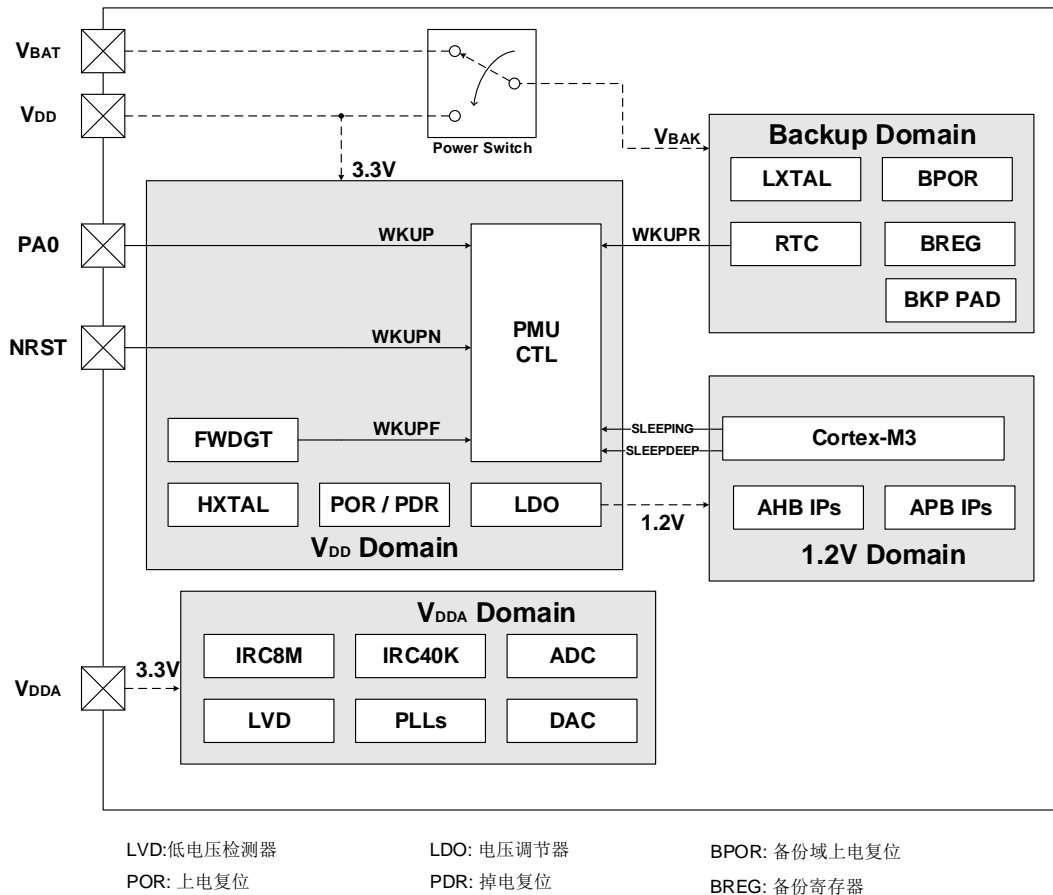 VBAT
VDD
Power Switch
3.3V
VBAK
Backup Domain
LXTAL
BPOR
RTC
BREG
BKP PAD
PA0
WKUP
WKUPR
NRST
WKUPN
PMU
CTL
FWDGT
WKUPF
SLEEPING
SLEEPDEEP
Cortex-M3
HXTAL
POR / PDR
LDO
1.2V
AHB IPs
APB IPs
VDD Domain
1.2V Domain
VDDA Domain
VDDA
3.3V
IRC8M
IRC40K
ADC
LVD
PLLs
DAC
LVD:低电压检测器
LDO: 电压调节器
BPOR: 备份域上电复位
POR: 上电复位
PDR: 掉电复位
BREG: 备份寄存器